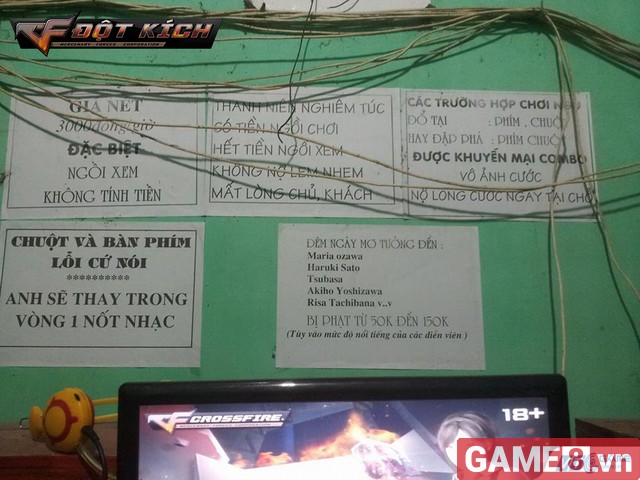 ĐỘT KÍCH
MERCENARY FORCES CORPORATION
GIÁ NET
3000đồng/giờ
ĐẶC BIỆT
NGỒI XEM
KHÔNG TÍNH TIỀN
THANH NIÊN NGHIÊM TÚC
CÓ TIỀN NGỒI CHƠI
HẾT TIỀN NGỒI XEM
KHÔNG NỢ LEM NHEM
MẤT LÒNG CHỦ, KHÁCH
CÁC TRƯỜNG HỢP CHƠI NGU
ĐỔ TẠI : PHÍM , CHUỘT
HAY ĐẬP PHÁ : PHÍM CHUỘT
ĐƯỢC KHUYẾN MẠI COMBO
VÔ ẢNH CƯỚC
NỘ LONG CƯỚC NGAY TẠI CHỖ
CHUỘT VÀ BÀN PHÍM
LỖI CỨ NÓI
**********
ANH SẼ THAY TRONG
VÒNG 1 NỐT NHẠC
ĐÊM NGÀY MƠ TƯỞNG ĐẾN :
Maria ozawa
Haruki Sato
Tsubasa
Akiho Yoshizawa
Risa Tachibana v..v
BỊ PHẠT TỪ 50K ĐẾN 150K
(Tùy vào mức độ nổi tiếng của các diễn viên )
CROSSFIRE
18+
GAME8.vn